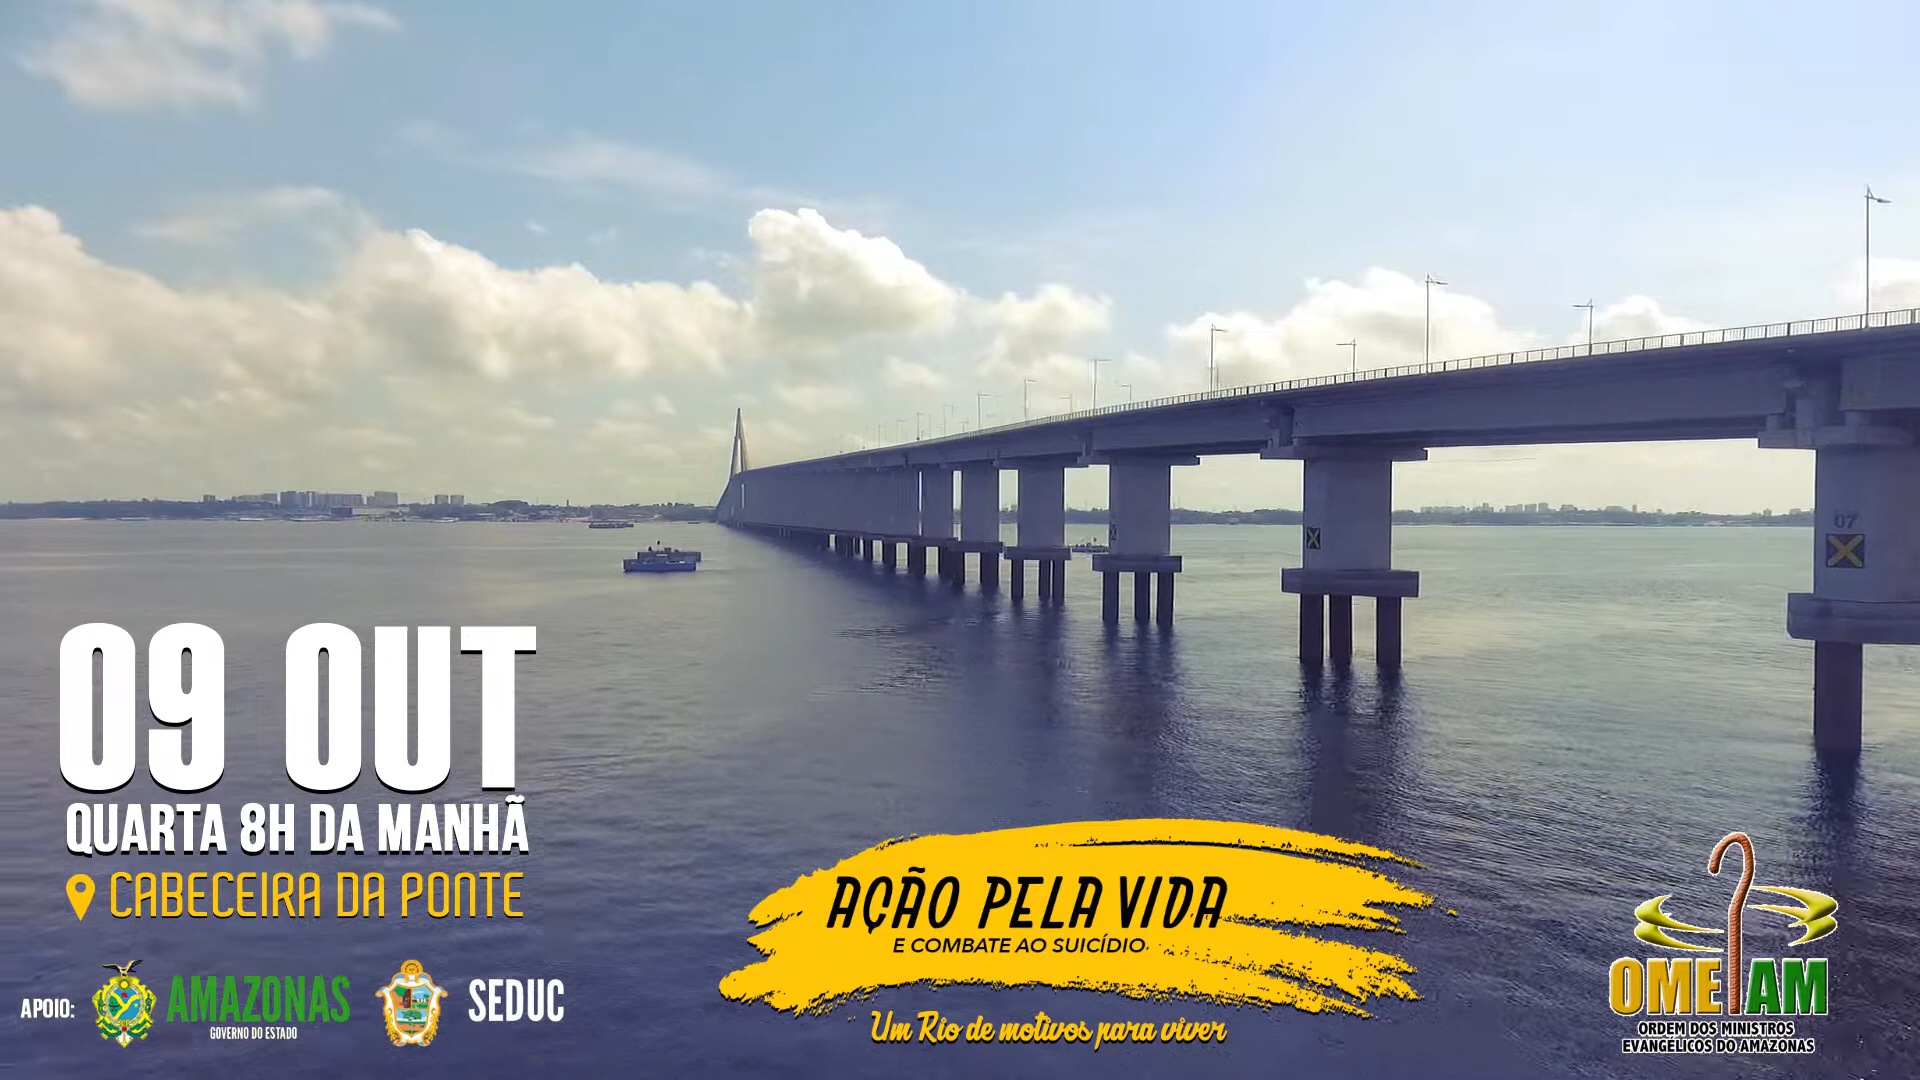 07
09 OUT
QUARTA 8H DA MANHÃ
CABECEIRA DA PONTE
APOIO:
AMAZONAS
GOVERNO DO ESTADO
SEDUC
AÇÃO PELA VIDA
E COMBATE AO SUICÍDIO
Um Rio de motivos para viver
OMEAM
ORDEM DOS MINISTROS
EVANGÉLICOS DO AMAZONAS